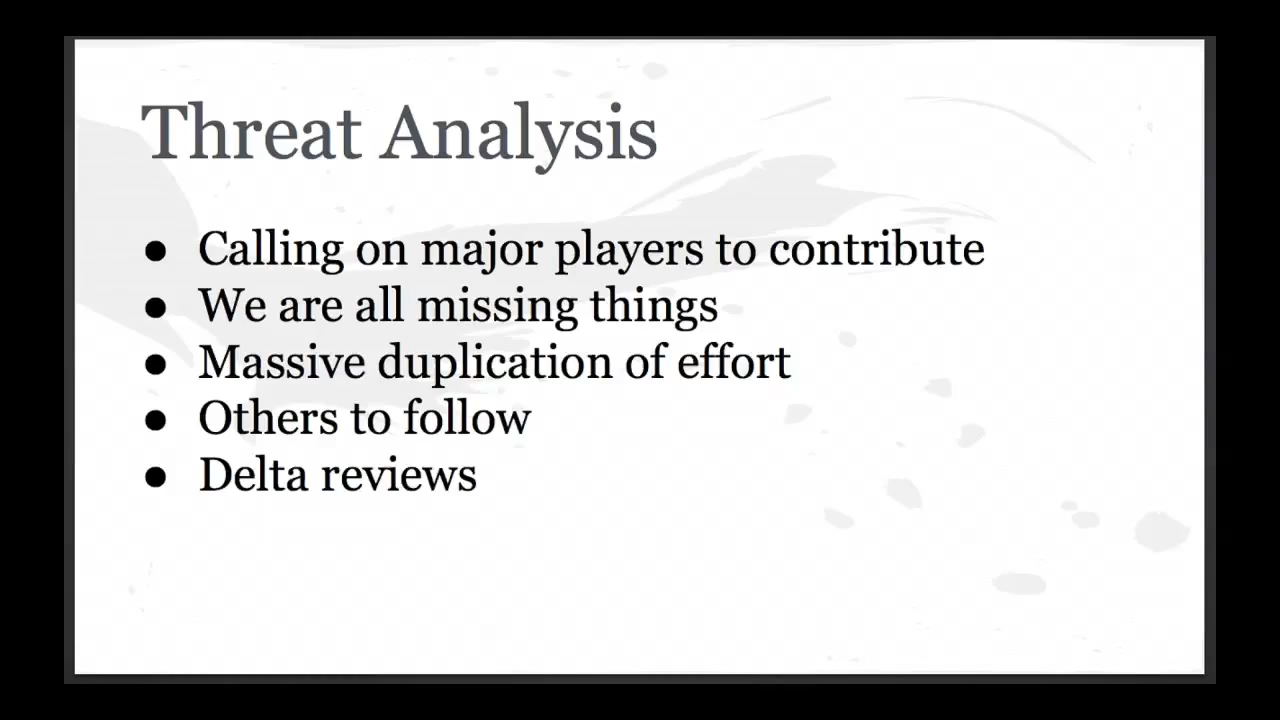 Threat Analysis
● Calling on major players to contribute
● We are all missing things
● Massive duplication of effort
● Others to follow
● Delta reviews